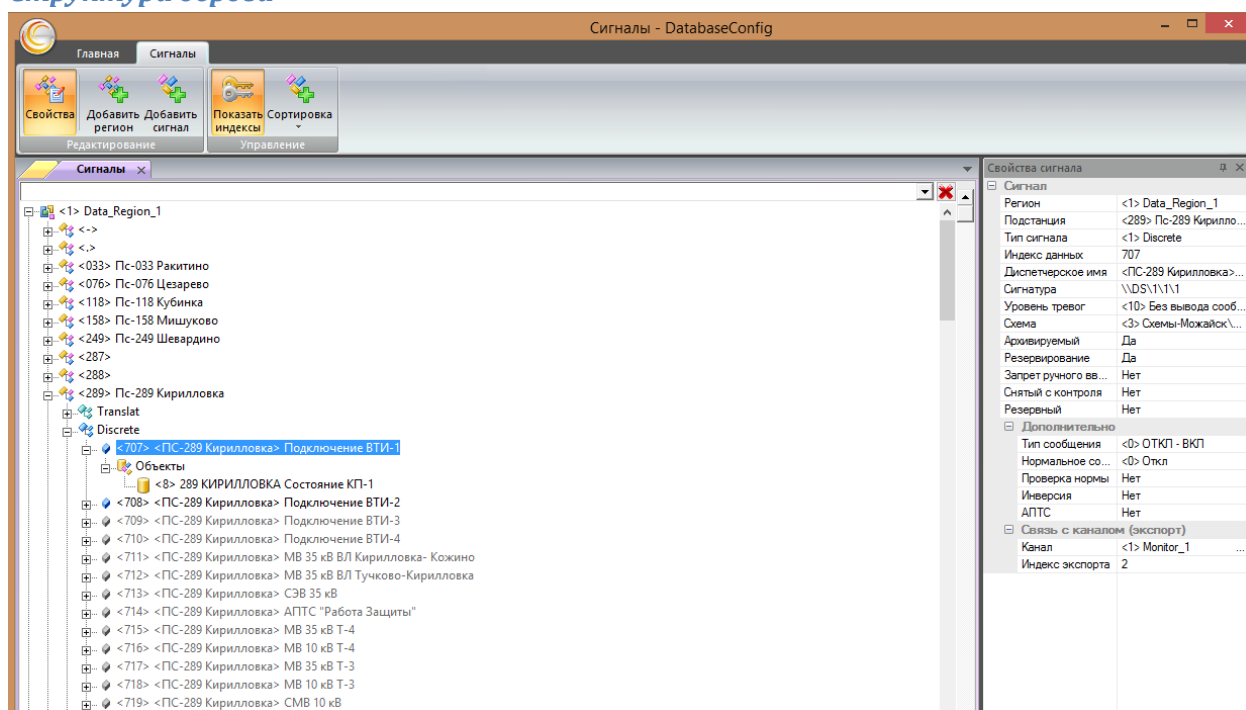 Структура дерева
Сигналы - DatabaseConfig
Главная Сигналы
Свойства Добавить регион Добавить сигнал Показать индексы Сортировка
Редактирование Управление
Сигналы
<1> Data_Region_1
<->
<.>
<033> Пс-033 Ракитино
<076> Пс-076 Цезарево
<118> Пс-118 Кубинка
<158> Пс-158 Мишуково
<249> Пс-249 Шевардино
<287>
<288>
<289> Пс-289 Кирилловка
Translat
Discrete
<707> <ПС-289 Кирилловка> Подключение ВТИ-1
Объекты
<8> 289 КИРИЛЛОВКА Состояние КП-1
<708> <ПС-289 Кирилловка> Подключение ВТИ-2
<709> <ПС-289 Кирилловка> Подключение ВТИ-3
<710> <ПС-289 Кирилловка> Подключение ВТИ-4
<711> <ПС-289 Кирилловка> МВ 35 кВ ВЛ Кирилловка- Кожино
<712> <ПС-289 Кирилловка> МВ 35 кВ ВЛ Тучково-Кирилловка
<713> <ПС-289 Кирилловка> СЭВ 35 кВ
<714> <ПС-289 Кирилловка> АПТС "Работа Защиты"
<715> <ПС-289 Кирилловка> МВ 35 кВ Т-4
<716> <ПС-289 Кирилловка> МВ 10 кВ Т-4
<717> <ПС-289 Кирилловка> МВ 35 кВ Т-3
<718> <ПС-289 Кирилловка> МВ 10 кВ Т-3
<719> <ПС-289 Кирилловка> СМВ 10 кВ
Свойства сигнала
Сигнал
Регион <1> Data_Region_1
Подстанция <289> Пс-289 Кирилло...
Тип сигнала <1> Discrete
Индекс данных 707
Диспетчерское имя <ПС-289 Кирилловка>...
Сигнатура \\DS\1\1\1
Уровень тревог <10> Без вывода сооб...
Схема <3> Схемы-Можайск\...
Архивируемый Да
Резервирование Да
Запрет ручного вв... Нет
Снятый с контроля Нет
Резервный Нет
Дополнительно
Тип сообщения <0> ОТКЛ - ВКЛ
Нормальное со... <0> Откл
Проверка нормы Нет
Инверсия Нет
АПТС Нет
Связь с каналом (экспорт)
Канал <1> Monitor_1 ...
Индекс экспорта 2